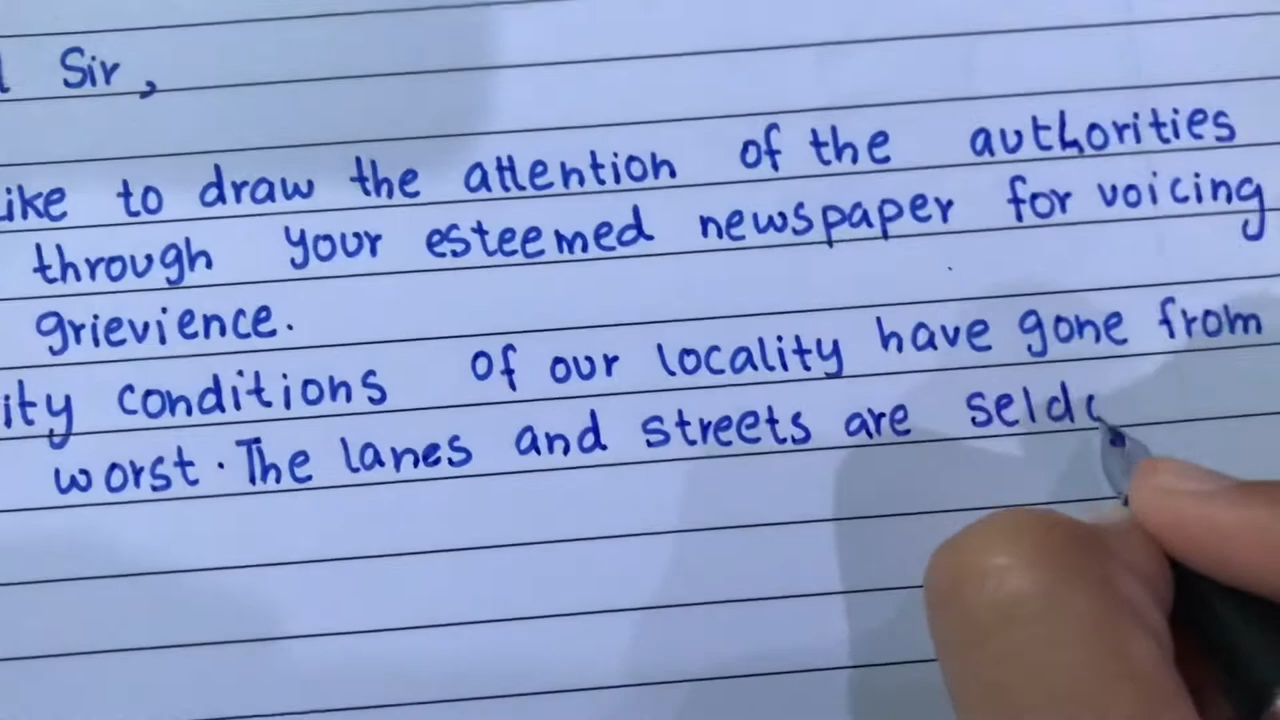 Sir,
to draw the attention of the authorities
through your esteemed newspaper for voicing
grievience.
conditions of our locality have gone from
worst. The lanes and streets are